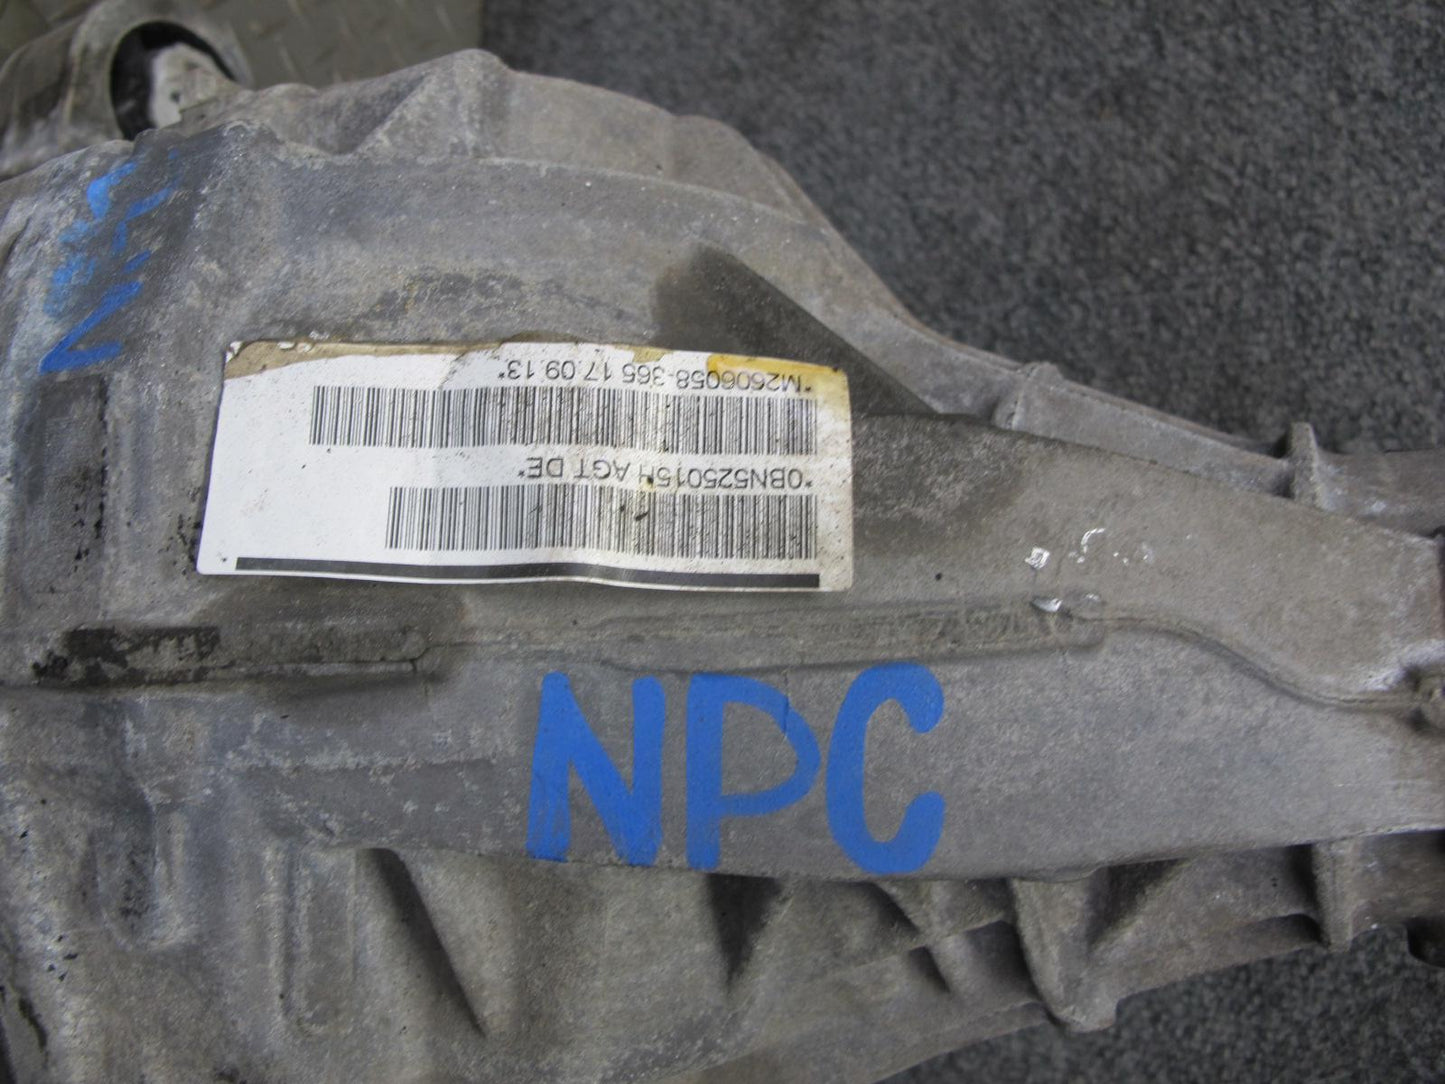 *0BN525015H AGT DE*
*M2606058-365 17.09.13*
NPC